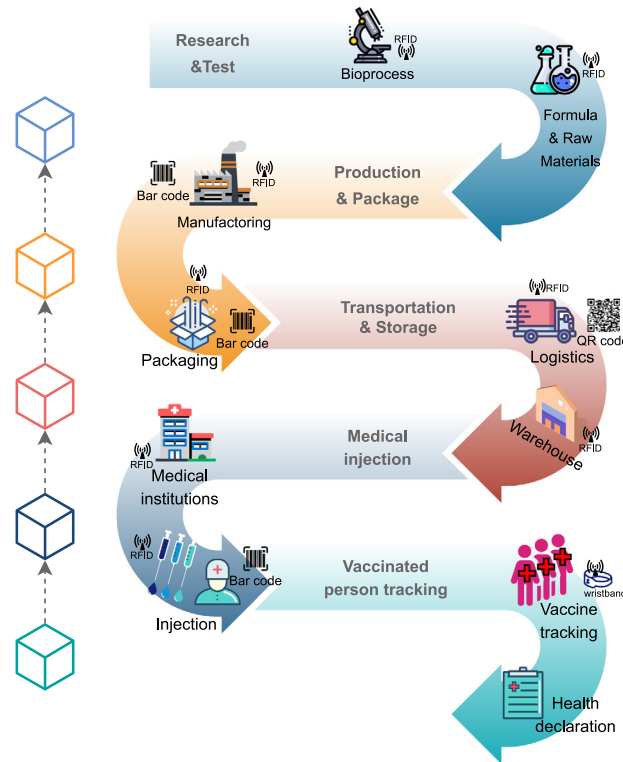 Research
&Test
RFID
Bioprocess
RFID
Formula
& Raw
Materials
Bar code
RFID
Manufactoring
Production
& Package
RFID
Packaging
Bar code
Transportation
& Storage
RFID
QR code
Logistics
Warehouse
RFID
Medical
injection
RFID
Medical
institutions
RFID
Bar code
Injection
Vaccinated
person tracking
wristband
Vaccine
tracking
Health
declaration